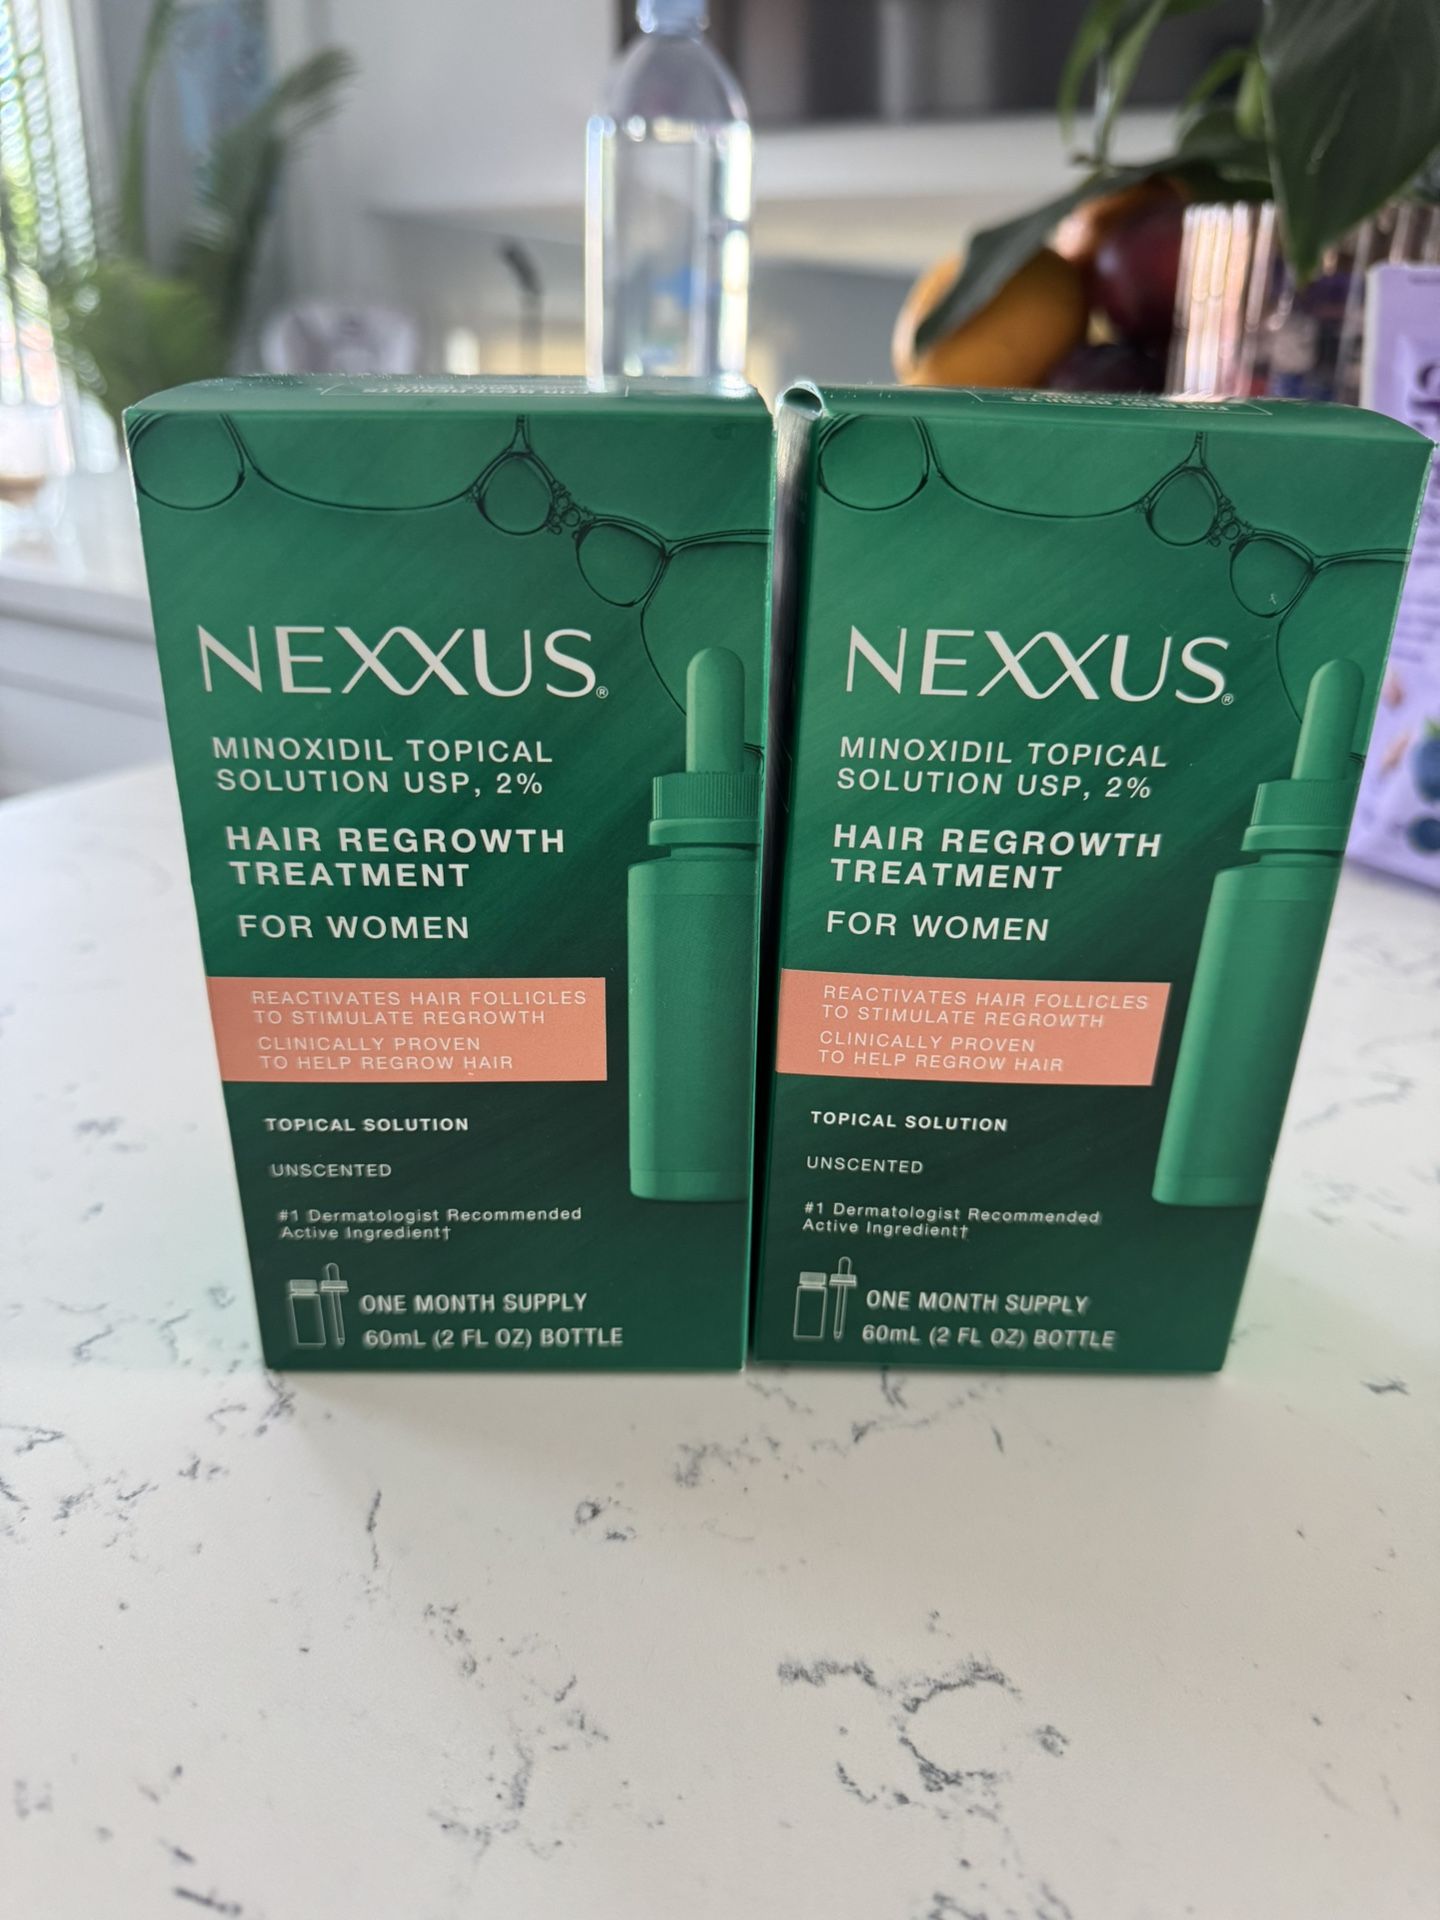 NEXXUS®
MINOXIDIL TOPICAL
SOLUTION USP, 2%
HAIR REGROWTH
TREATMENT
FOR WOMEN
REACTIVATES HAIR FOLLICLES
TO STIMULATE REGROWTH
CLINICALLY PROVEN
TO HELP REGROW HAIR
TOPICAL SOLUTION
UNSCENTED
#1 Dermatologist Recommended
Active Ingredient†
ONE MONTH SUPPLY
60mL (2 FL OZ) BOTTLE
NEXXUS®
MINOXIDIL TOPICAL
SOLUTION USP, 2%
HAIR REGROWTH
TREATMENT
FOR WOMEN
REACTIVATES HAIR FOLLICLES
TO STIMULATE REGROWTH
CLINICALLY PROVEN
TO HELP REGROW HAIR
TOPICAL SOLUTION
UNSCENTED
#1 Dermatologist Recommended
Active Ingredient†
ONE MONTH SUPPLY
60mL (2 FL OZ) BOTTLE